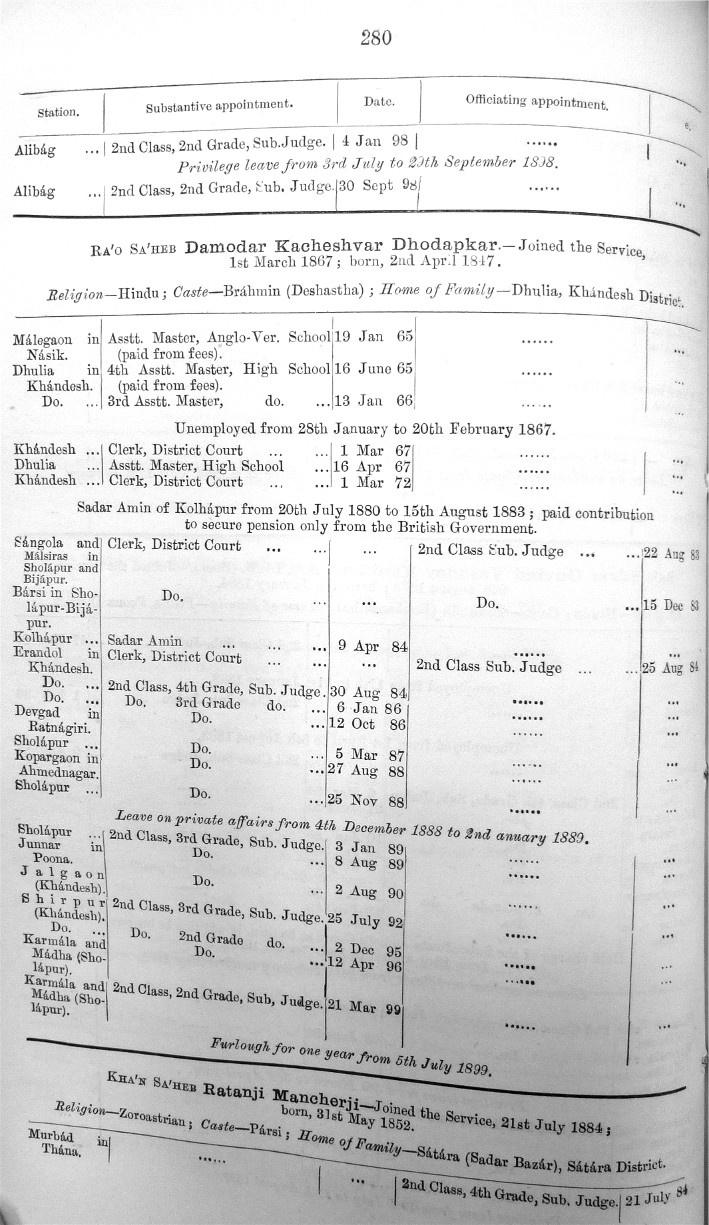 280
Station. Substantive appointment. Date. Officiating appointment. e.
Alibág ... 2nd Class, 2nd Grade, Sub. Judge. 4 Jan 98 ...... ...
Privilege leave from 3rd July to 29th September 1898.
Alibág ... 2nd Class, 2nd Grade, Sub. Judge. 30 Sept 98 ...... ...
RA'O SA'HEB Damodar Kacheshvar Dhodapkar.—Joined the Service,
1st March 1867; born, 2nd April 1847.
Religion—Hindu; Caste—Bráhmin (Deshastha); Home of Family—Dhulia, Khándesh District.
Málegaon in Asstt. Master, Anglo-Ver. School 19 Jan 65 ...... ...
Násik. (paid from fees).
Dhulia in 4th Asstt. Master, High School 16 June 65 ...... ...
Khándesh. (paid from fees).
Do. ... 3rd Asstt. Master, do. ... 13 Jan 66 ...... ...
Unemployed from 28th January to 20th February 1867.
Khándesh ... Clerk, District Court ... ... 1 Mar 67 ...... ...
Dhulia ... Asstt. Master, High School ... 16 Apr 67 ...... ...
Khándesh ... Clerk, District Court ... ... 1 Mar 72 ...... ...
Sadar Amin of Kolhápur from 20th July 1880 to 15th August 1883; paid contribution
to secure pension only from the British Government.
Sángola and Clerk, District Court ... ... ... 2nd Class Sub. Judge ... ... 22 Aug 83
Málsiras in
Sholápur and
Bijápur.
Bársi in Sho- Do. ... ... Do. ... 15 Dec 83
lápur-Bijá-
pur.
Kolhápur ... Sadar Amin ... ... ... 9 Apr 84 ...... ...
Erandol in Clerk, District Court ... ... ... 2nd Class Sub. Judge ... ... 25 Aug 84
Khándesh.
Do. ... 2nd Class, 4th Grade, Sub. Judge. 30 Aug 84 ...... ...
Do. ... Do. 3rd Grade do. ... 6 Jan 86 ...... ...
Devgad in Do. ... 12 Oct 86 ...... ...
Ratnágiri.
Sholápur ... Do. ... 5 Mar 87 ...... ...
Kopargaon in Do. ... 27 Aug 88 ...... ...
Ahmednagar.
Sholápur ... Do. ... 25 Nov 88 ...... ...
Leave on private affairs from 4th December 1888 to 2nd anuary 1889.
Sholápur ... 2nd Class, 3rd Grade, Sub. Judge. 3 Jan 89 ...... ...
Junnar in Do. ... 8 Aug 89 ...... ...
Poona.
Jalgaon Do. ... 2 Aug 90 ...... ...
(Khándesh).
Shirpur 2nd Class, 3rd Grade, Sub. Judge. 25 July 92 ...... ...
(Khándesh).
Do. ... Do. 2nd Grade do. ... 2 Dec 95 ...... ...
Karmála and Do. ... 12 Apr 96 ...... ...
Mádha (Sho-
lápur).
Karmála and 2nd Class, 2nd Grade, Sub, Judge. 21 Mar 99 ...... ...
Mádha (Sho-
lápur).
Furlough for one year from 5th July 1899.
KHA'N SA'HEB Ratanji Mancherji—Joined the Service, 21st July 1884;
born, 31st May 1852.
Religion—Zoroastrian; Caste—Pársi; Home of Family—Sátára (Sadar Bazár), Sátára District.
Murbád in ...... ... 2nd Class, 4th Grade, Sub. Judge. 21 July 84
Thána.